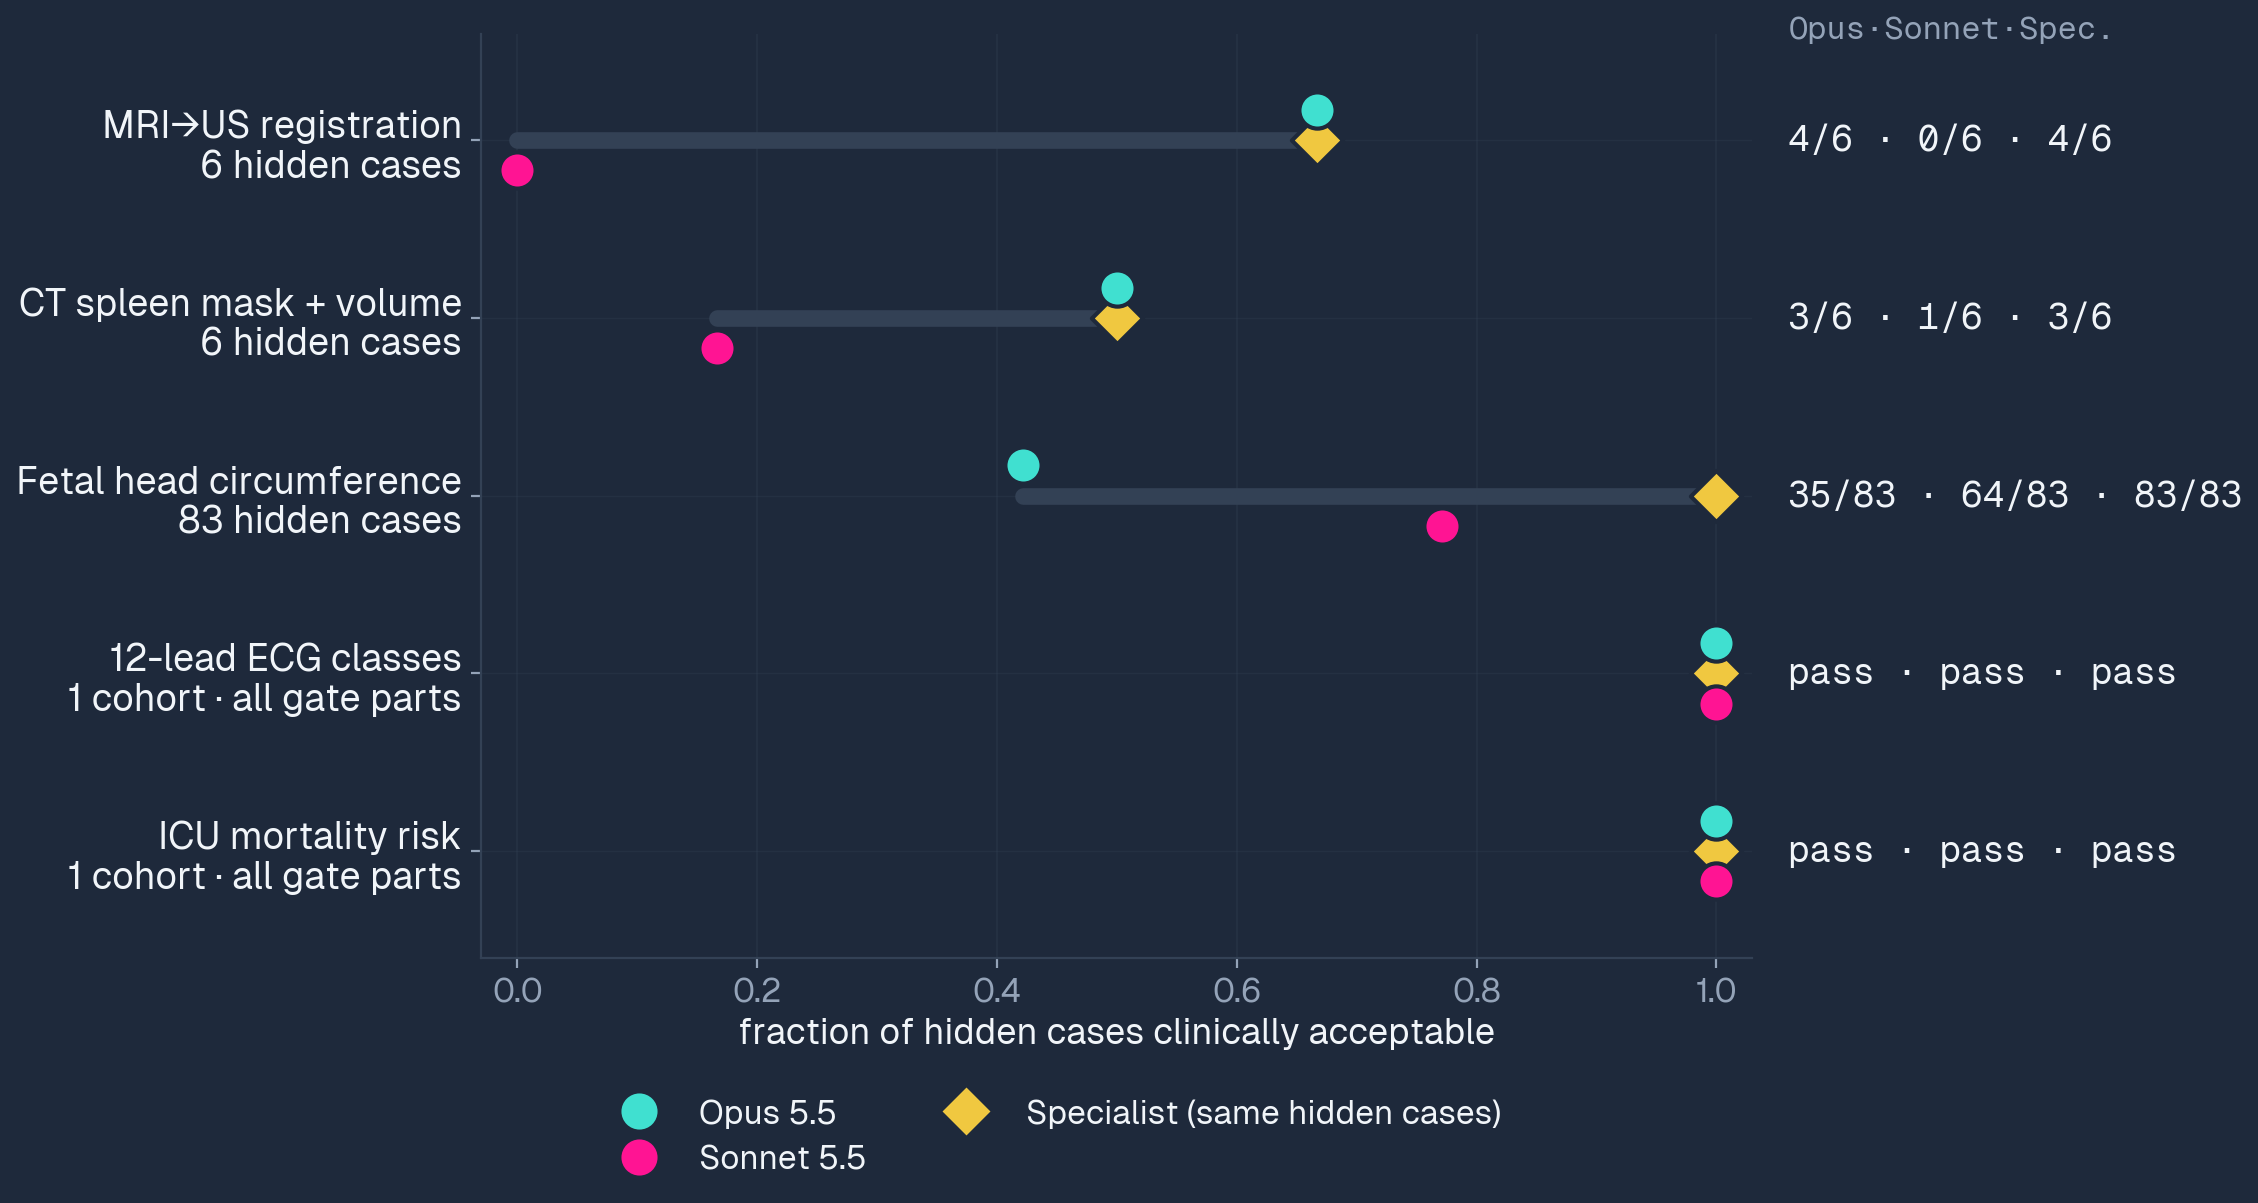 Opus·Sonnet·Spec.
MRI→US registration
6 hidden cases
4/6 · 0/6 · 4/6
CT spleen mask + volume
6 hidden cases
3/6 · 1/6 · 3/6
Fetal head circumference
83 hidden cases
35/83 · 64/83 · 83/83
12-lead ECG classes
1 cohort · all gate parts
pass · pass · pass
ICU mortality risk
1 cohort · all gate parts
pass · pass · pass
0.0 0.2 0.4 0.6 0.8 1.0
fraction of hidden cases clinically acceptable
Opus 5.5
Sonnet 5.5
Specialist (same hidden cases)